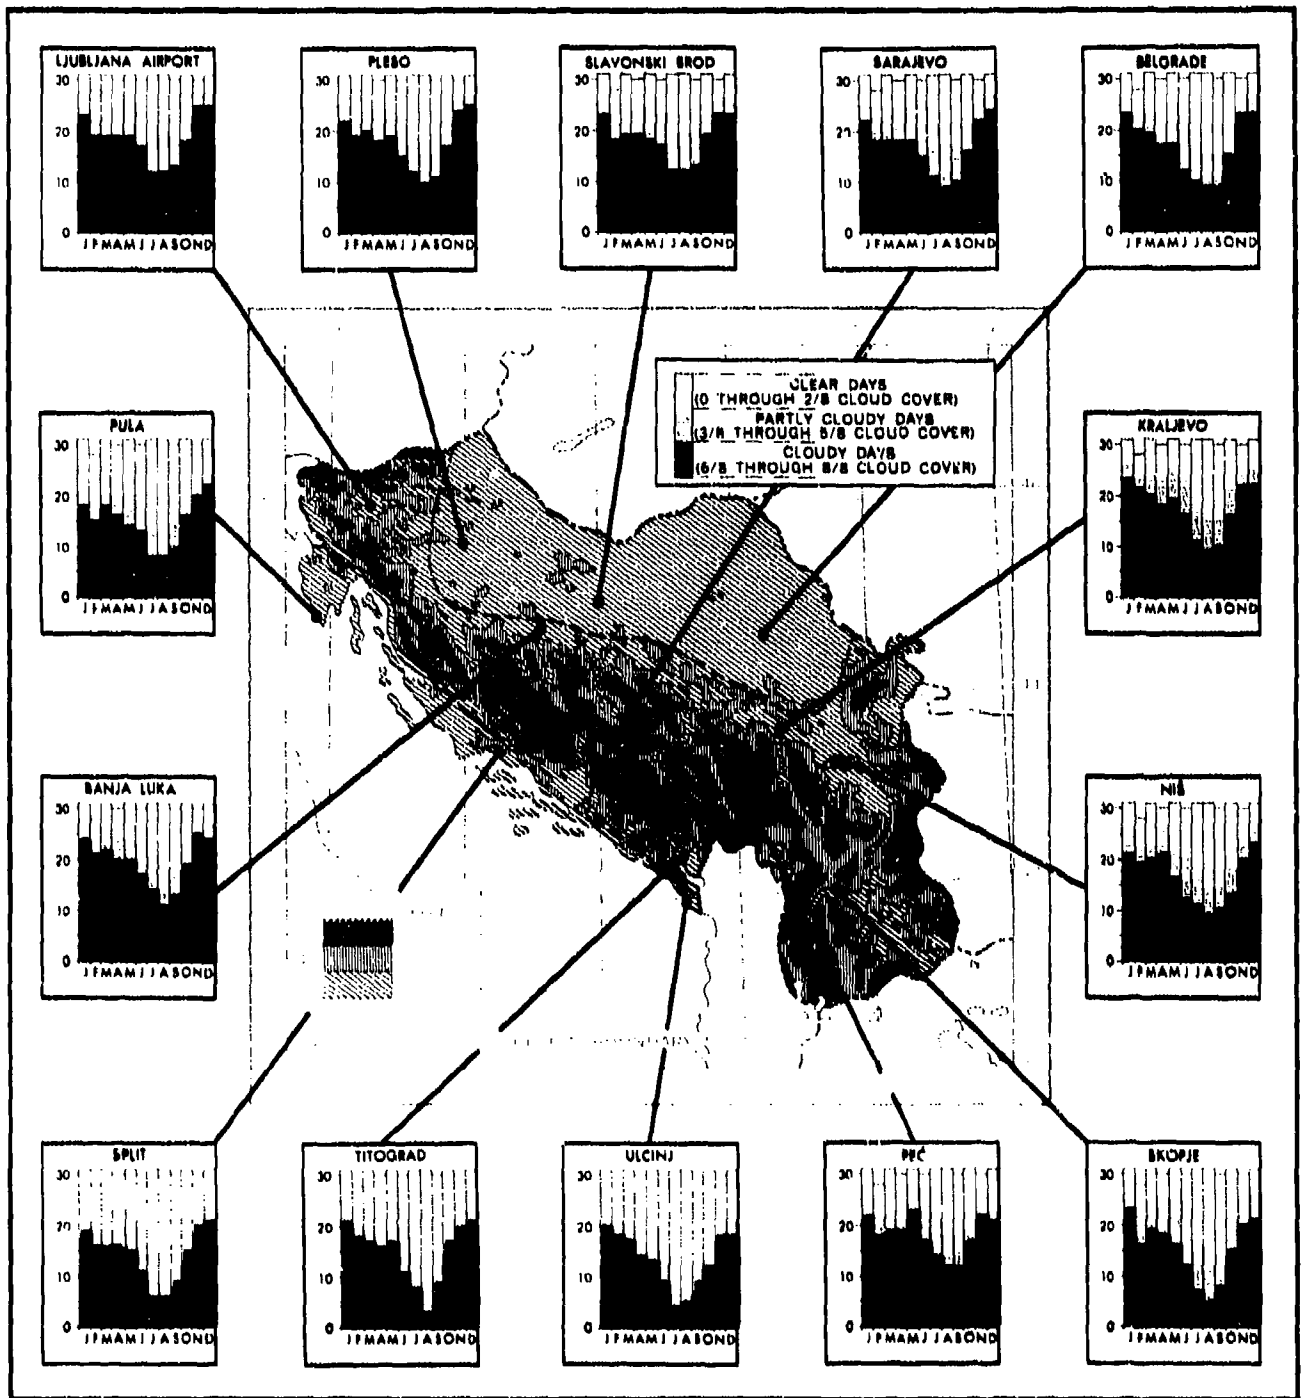 LJUBLJANA AIRPORT
30
20
10
0
J F M A M J J A S O N D
PLESO
30
20
10
0
J F M A M J J A S O N D
SLAVONSKI BROD
30
20
10
0
J F M A M J J A S O N D
SARAJEVO
30
20
10
0
J F M A M J J A S O N D
BELGRADE
30
20
10
0
J F M A M J J A S O N D
CLEAR DAYS
(0 THROUGH 2/8 CLOUD COVER)
PARTLY CLOUDY DAYS
(3/8 THROUGH 5/8 CLOUD COVER)
CLOUDY DAYS
(6/8 THROUGH 8/8 CLOUD COVER)
PULA
30
20
10
0
J F M A M J J A S O N D
KRALJEVO
30
20
10
0
J F M A M J J A S O N D
BANJA LUKA
30
20
10
0
J F M A M J J A S O N D
NIŠ
30
20
10
0
J F M A M J J A S O N D
SPLIT
30
20
10
0
J F M A M J J A S O N D
TITOGRAD
30
20
10
0
J F M A M J J A S O N D
ULCINJ
30
20
10
0
J F M A M J J A S O N D
PEĆ
30
20
10
0
J F M A M J J A S O N D
SKOPJE
30
20
10
0
J F M A M J J A S O N D